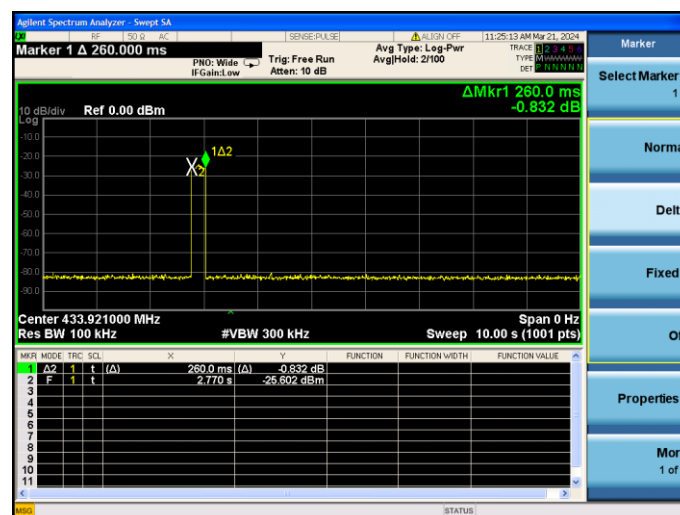 Agilent Spectrum Analyzer - Swept SA
LXI RF 50 Ω AC SENSE:PULSE ALIGN OFF 11:25:13 AM Mar 21, 2024
Marker 1 Δ 260.000 ms
PNO: Wide Trig: Free Run Avg Type: Log-Pwr TRACE 1 2 3 4 5 6
IFGain:Low Atten: 10 dB Avg|Hold: 2/100 TYPE M
DET P N N N N N
ΔMkr1 260.0 ms
-0.832 dB
10 dB/div Ref 0.00 dBm
Log
-10.0
-20.0
-30.0
-40.0
-50.0
-60.0
-70.0
-80.0
-90.0
1Δ2
2
Center 433.921000 MHz Span 0 Hz
Res BW 100 kHz #VBW 300 kHz Sweep 10.00 s (1001 pts)
MKR MODE TRC SCL X Y FUNCTION FUNCTION WIDTH FUNCTION VALUE
1 Δ2 1 t (Δ) 260.0 ms (Δ) -0.832 dB
2 F 1 t 2.770 s -25.602 dBm
3
4
5
6
7
8
9
10
11
MSG STATUS
Marker
Select Marker
1
Norma
Delt
Fixed
Of
Properties
Mor
1 of